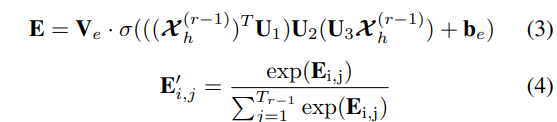 E = V_e · σ(((𝓧_h^{(r−1)})^T U_1)U_2(U_3 𝓧_h^{(r−1)}) + b_e) (3)
E'_{i,j} = exp(E_{i,j}) / ∑_{j=1}^{T_{r−1}} exp(E_{i,j}) (4)